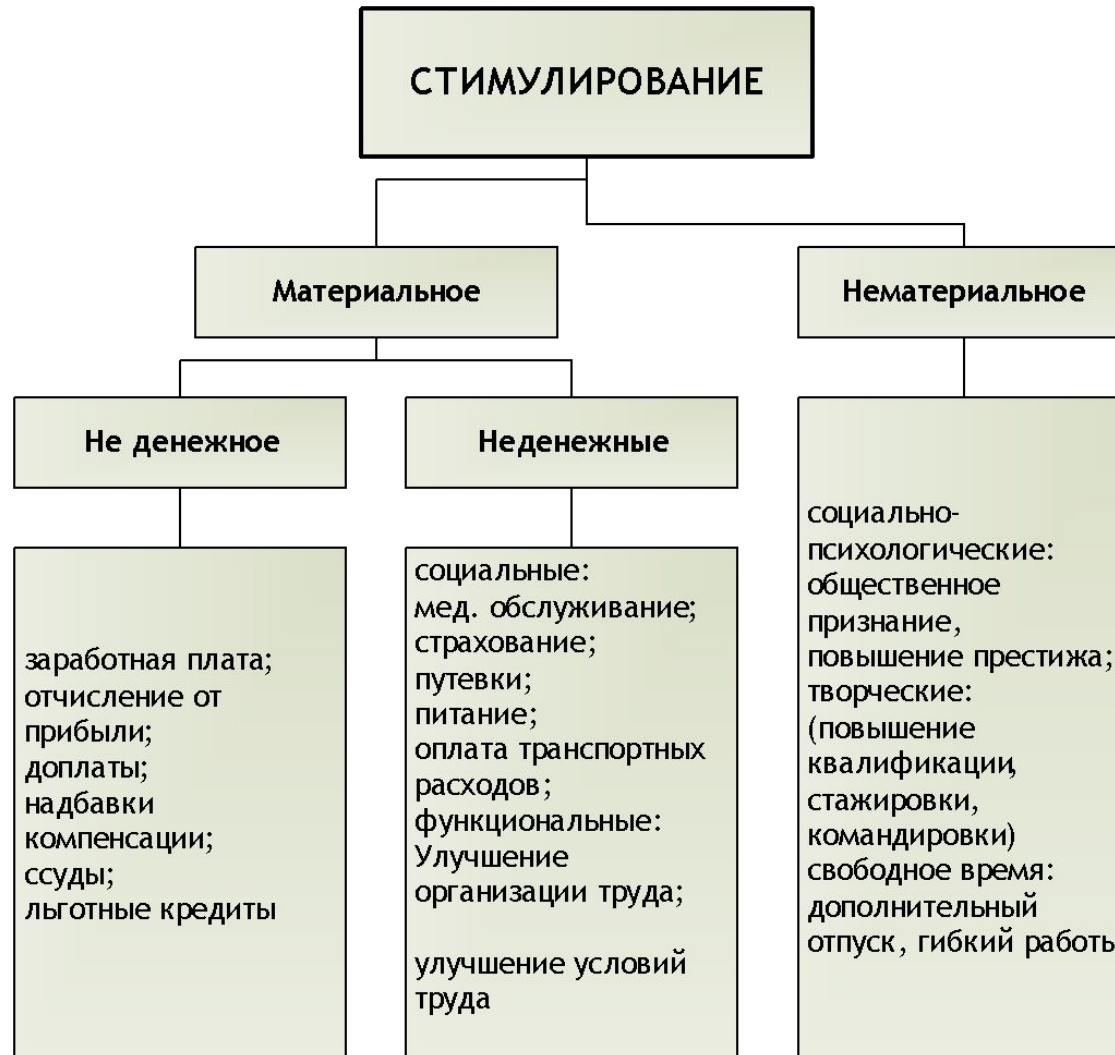 СТИМУЛИРОВАНИЕ
Материальное
Нематериальное
Не денежное
Неденежные
заработная плата;
отчисление от
прибыли;
доплаты;
надбавки
компенсации;
ссуды;
льготные кредиты
социальные:
мед. обслуживание;
страхование;
путевки;
питание;
оплата транспортных
расходов;
функциональные:
Улучшение
организации труда;
улучшение условий
труда
социально-
психологические:
общественное
признание,
повышение престижа;
творческие:
(повышение
квалификации,
стажировки,
командировки)
свободное время:
дополнительный
отпуск, гибкий